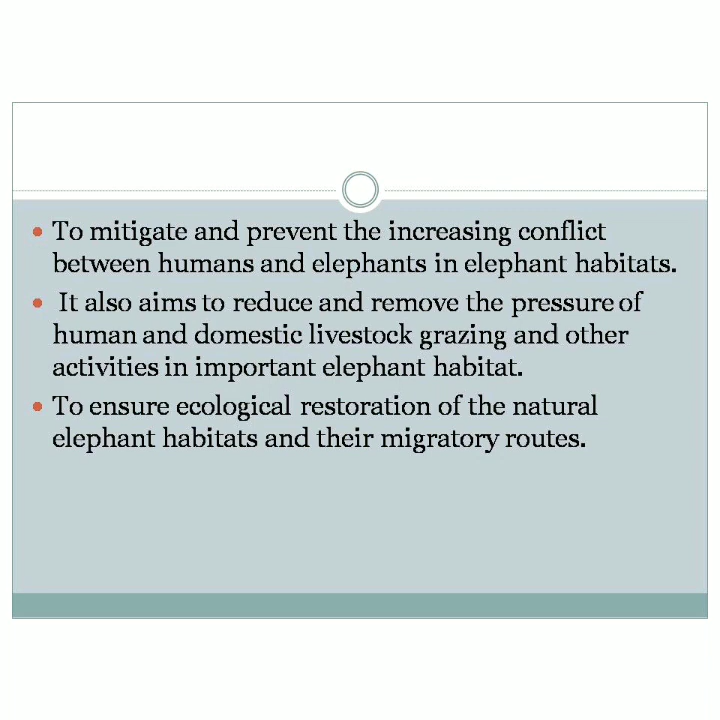 • To mitigate and prevent the increasing conflict
between humans and elephants in elephant habitats.
• It also aims to reduce and remove the pressure of
human and domestic livestock grazing and other
activities in important elephant habitat.
• To ensure ecological restoration of the natural
elephant habitats and their migratory routes.